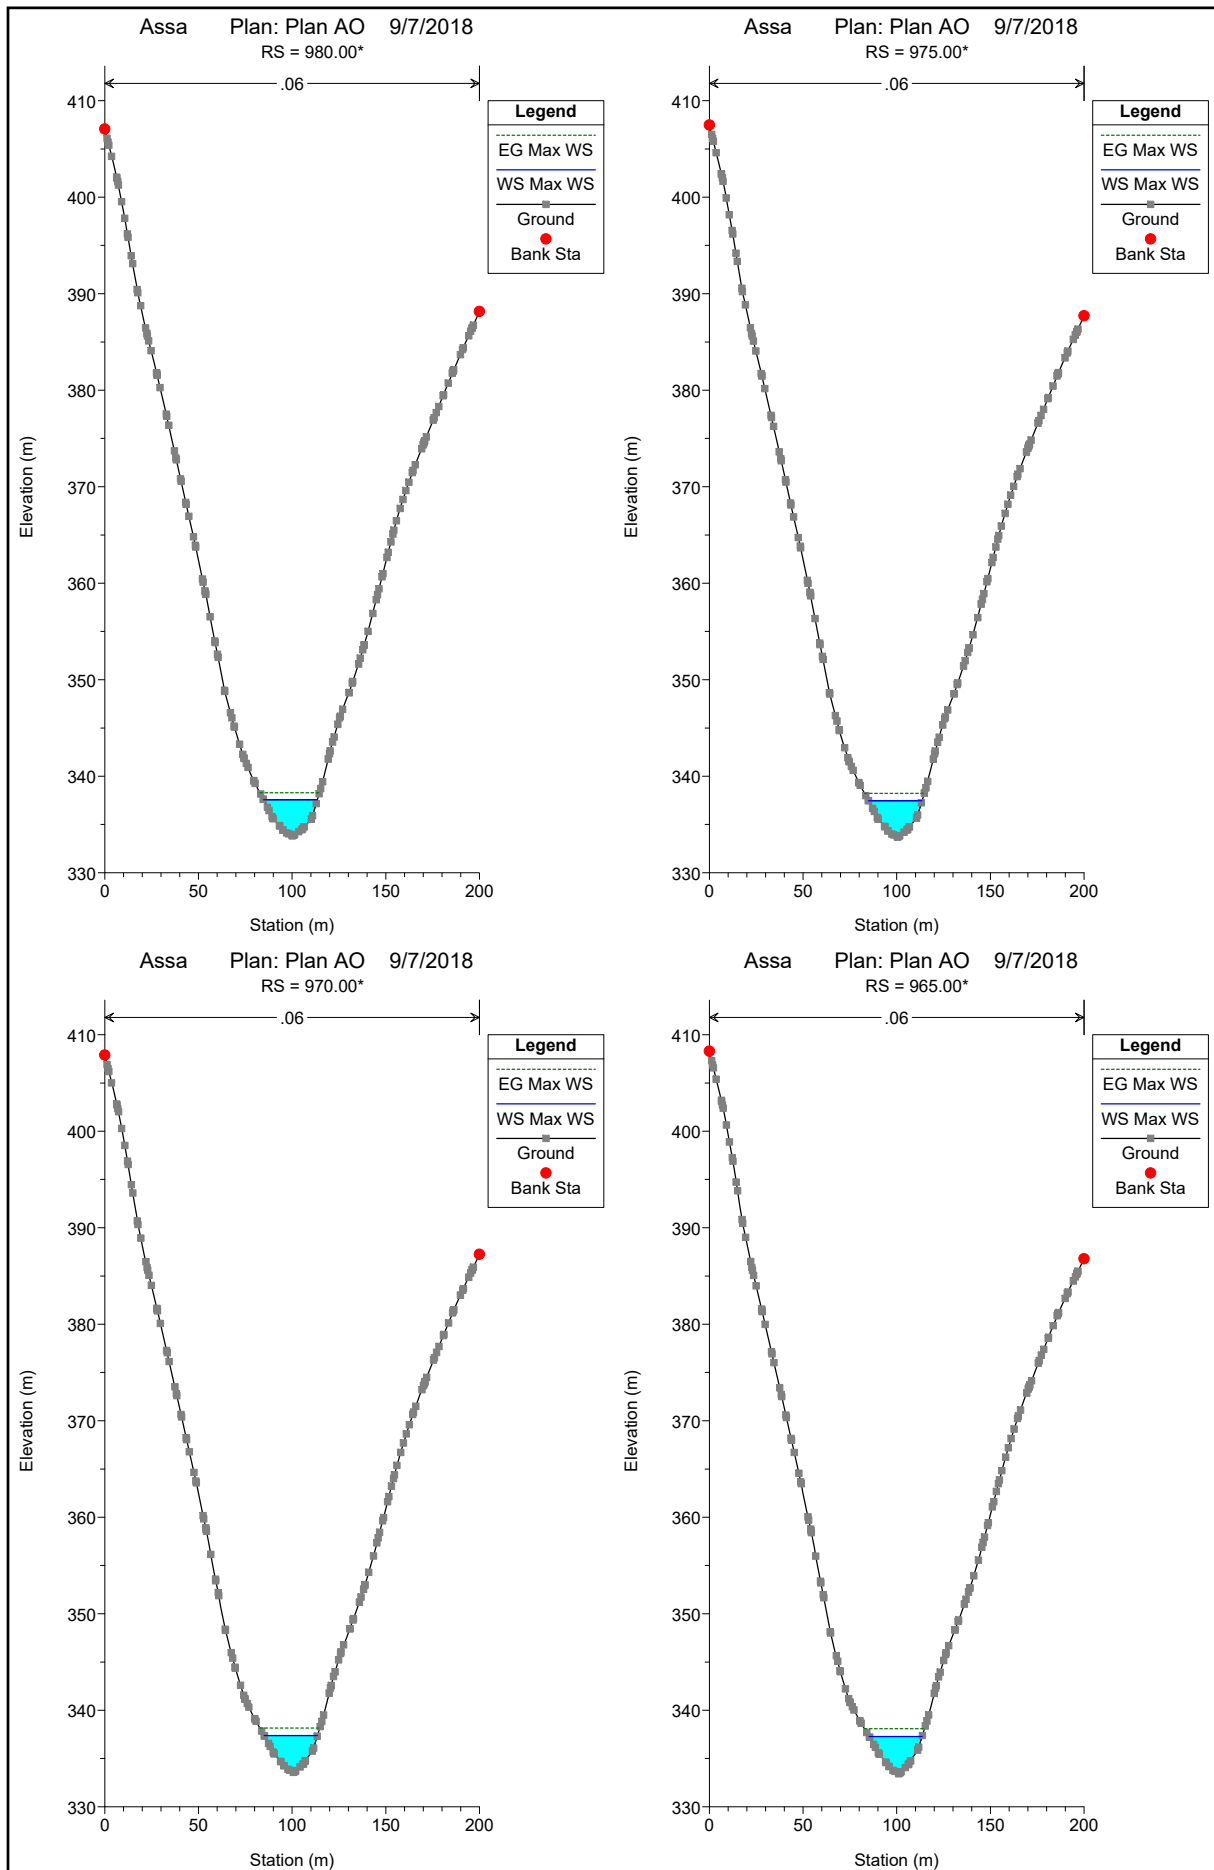 Assa Plan: Plan AO 9/7/2018
RS = 980.00*
.06
Legend
EG Max WS
WS Max WS
Ground
Bank Sta
410
400
390
380
370
360
350
340
330
Elevation (m)
0 50 100 150 200
Station (m)
Assa Plan: Plan AO 9/7/2018
RS = 975.00*
.06
Legend
EG Max WS
WS Max WS
Ground
Bank Sta
410
400
390
380
370
360
350
340
330
Elevation (m)
0 50 100 150 200
Station (m)
Assa Plan: Plan AO 9/7/2018
RS = 970.00*
.06
Legend
EG Max WS
WS Max WS
Ground
Bank Sta
410
400
390
380
370
360
350
340
330
Elevation (m)
0 50 100 150 200
Station (m)
Assa Plan: Plan AO 9/7/2018
RS = 965.00*
.06
Legend
EG Max WS
WS Max WS
Ground
Bank Sta
410
400
390
380
370
360
350
340
330
Elevation (m)
0 50 100 150 200
Station (m)